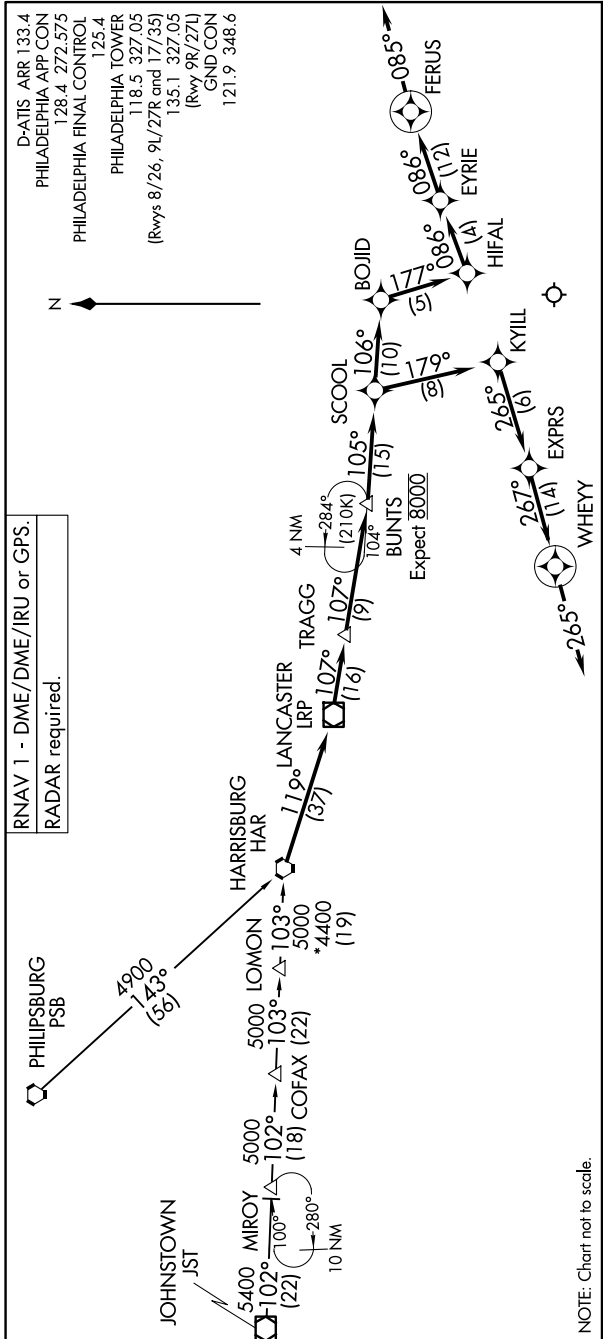 RNAV 1 - DME/DME/IRU or GPS.
RADAR required.
D-ATIS ARR 133.4
PHILADELPHIA APP CON
128.4 272.575
PHILADELPHIA FINAL CONTROL
125.4
PHILADELPHIA TOWER
118.5 327.05
(Rwys 8/26, 9L/27R and 17/35)
135.1 327.05
(Rwy 9R/27L)
GND CON
121.9 348.6
N
PHILIPSBURG
PSB
4900
143°
(56)
JOHNSTOWN
JST
5400
102°
(22)
MIROY
100°
280°
10 NM
5000
102°
(18)
COFAX
5000
103°
(22)
LOMON
103°
5000
*4400
(19)
HARRISBURG
HAR
119°
(37)
LANCASTER
LRP
107°
(16)
TRAGG
107°
(9)
4 NM
284°
(210K)
104°
BUNTS
Expect 8000
105°
(15)
SCOOL
106°
(10)
BOJID
177°
(5)
HIFAL
086°
(4)
EYRIE
086°
(12)
FERUS
085°
179°
(8)
KYILL
265°
(6)
EXPRS
267°
(14)
WHEYY
265°
NOTE: Chart not to scale.